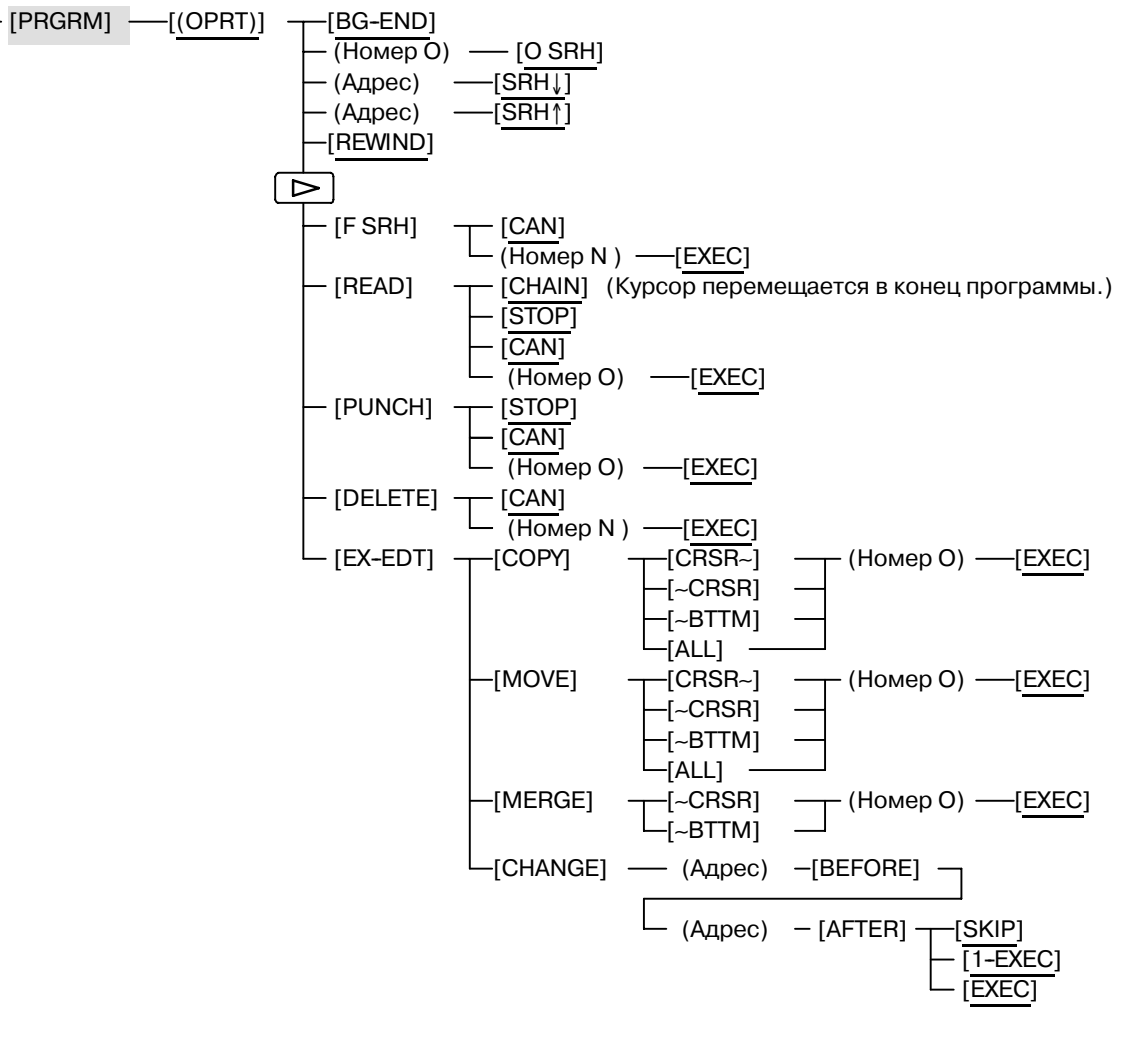 [PRGRM] [(OPRT)] [BG-END]
(Номер O) [O SRH]
(Адрес) [SRH↓]
(Адрес) [SRH↑]
[REWIND]
[F SRH] [CAN]
(Номер N ) [EXEC]
[READ] [CHAIN] (Курсор перемещается в конец программы.)
[STOP]
[CAN]
(Номер O) [EXEC]
[PUNCH] [STOP]
[CAN]
(Номер O) [EXEC]
[DELETE] [CAN]
(Номер N ) [EXEC]
[EX-EDT] [COPY] [CRSR~] (Номер O) [EXEC]
[~CRSR]
[~BTTM]
[ALL]
[MOVE] [CRSR~] (Номер O) [EXEC]
[~CRSR]
[~BTTM]
[ALL]
[MERGE] [~CRSR] (Номер O) [EXEC]
[~BTTM]
[CHANGE] (Адрес) [BEFORE]
(Адрес) [AFTER] [SKIP]
[1-EXEC]
[EXEC]